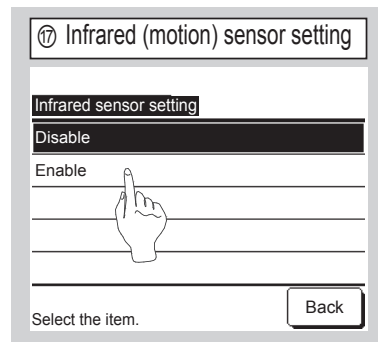 ⑰ Infrared (motion) sensor setting
Infrared sensor setting
Disable
Enable
Select the item.
Back